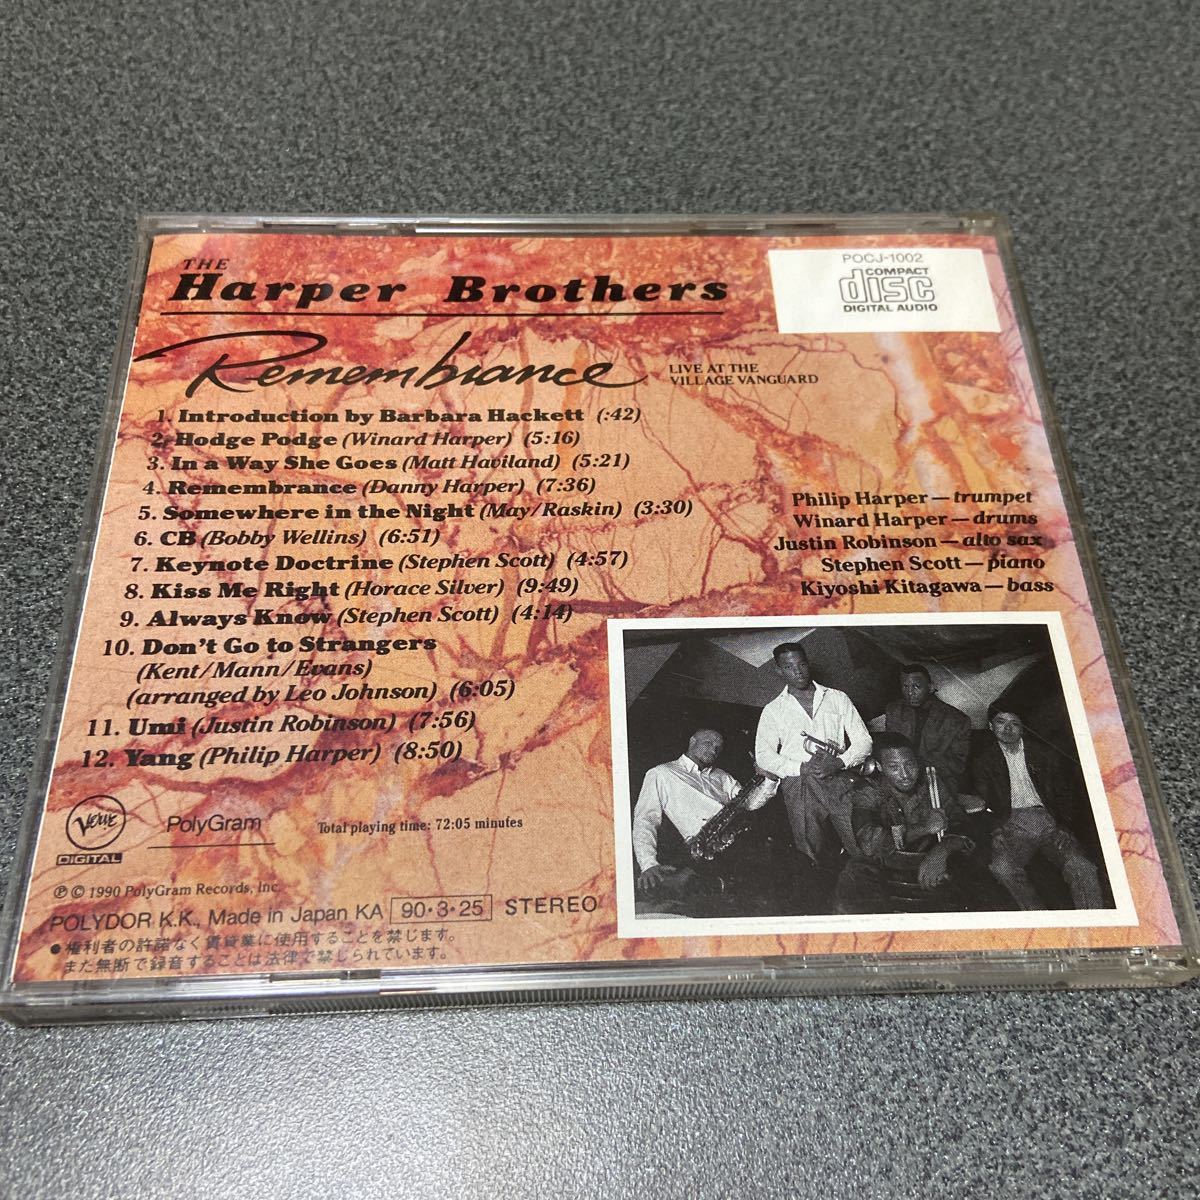 THE
Harper Brothers
POCJ-1002
COMPACT
disc
DIGITAL AUDIO
Remembrance
LIVE AT THE
VILLAGE VANGUARD
1. Introduction by Barbara Hackett (:42)
2. Hodge Podge (Winard Harper) (5:16)
3. In a Way She Goes (Matt Haviland) (5:21)
4. Remembrance (Danny Harper) (7:36)
5. Somewhere in the Night (May/Raskin) (3:30)
6. CB (Bobby Wellins) (6:51)
7. Keynote Doctrine (Stephen Scott) (4:57)
8. Kiss Me Right (Horace Silver) (9:49)
9. Always Know (Stephen Scott) (4:14)
10. Don't Go to Strangers
(Kent/Mann/Evans)
(arranged by Leo Johnson) (6:05)
11. Umi (Justin Robinson) (7:56)
12. Yang (Philip Harper) (8:50)
Philip Harper—trumpet
Winard Harper—drums
Justin Robinson—alto sax
Stephen Scott—piano
Kiyoshi Kitagawa—bass
VERVE
DIGITAL
PolyGram
Total playing time: 72:05 minutes
℗ © 1990 PolyGram Records, Inc.
POLYDOR K.K., Made in Japan KA 90・3・25 STEREO
●権利者の許諾なく賃貸業に使用することを禁じます。
また無断で録音することは法律で禁じられています。